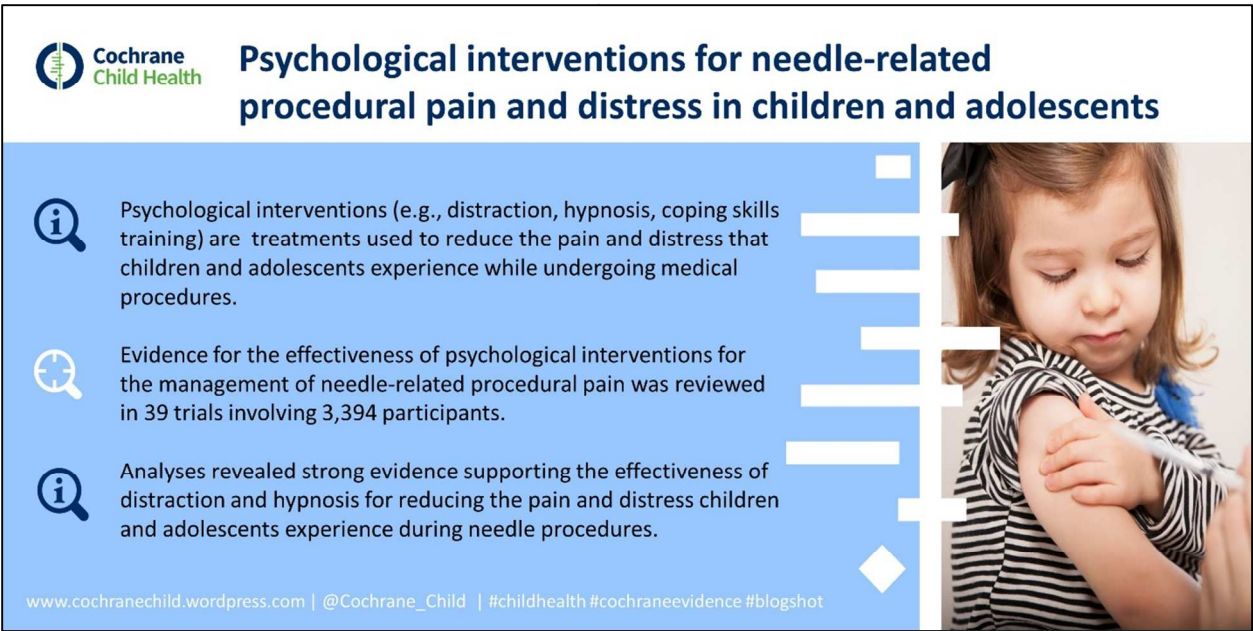 Cochrane
Child Health
Psychological interventions for needle-related
procedural pain and distress in children and adolescents
Psychological interventions (e.g., distraction, hypnosis, coping skills
training) are  treatments used to reduce the pain and distress that
children and adolescents experience while undergoing medical
procedures.
Evidence for the effectiveness of psychological interventions for
the management of needle-related procedural pain was reviewed
in 39 trials involving 3,394 participants.
Analyses revealed strong evidence supporting the effectiveness of
distraction and hypnosis for reducing the pain and distress children
and adolescents experience during needle procedures.
www.cochranechild.wordpress.com | @Cochrane_Child | #childhealth #cochraneevidence #blogshot